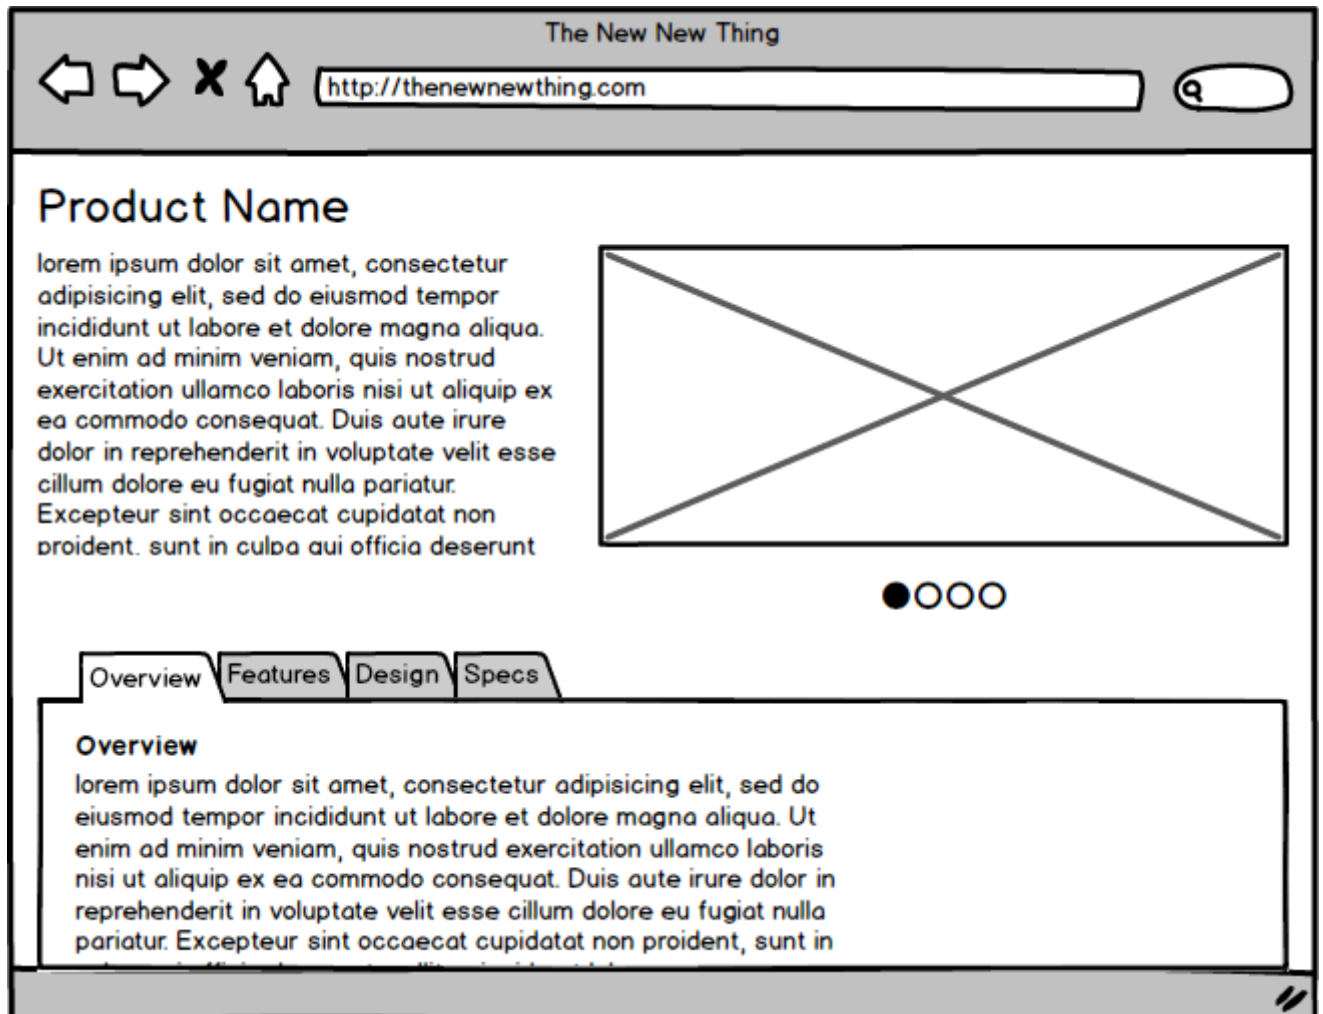 The New New Thing
http://thenewnewthing.com
Product Name
lorem ipsum dolor sit amet, consectetur
adipisicing elit, sed do eiusmod tempor
incididunt ut labore et dolore magna aliqua.
Ut enim ad minim veniam, quis nostrud
exercitation ullamco laboris nisi ut aliquip ex
ea commodo consequat. Duis aute irure
dolor in reprehenderit in voluptate velit esse
cillum dolore eu fugiat nulla pariatur.
Excepteur sint occaecat cupidatat non
proident, sunt in culpa qui officia deserunt
Overview Features Design Specs
Overview
lorem ipsum dolor sit amet, consectetur adipisicing elit, sed do
eiusmod tempor incididunt ut labore et dolore magna aliqua. Ut
enim ad minim veniam, quis nostrud exercitation ullamco laboris
nisi ut aliquip ex ea commodo consequat. Duis aute irure dolor in
reprehenderit in voluptate velit esse cillum dolore eu fugiat nulla
pariatur. Excepteur sint occaecat cupidatat non proident, sunt in